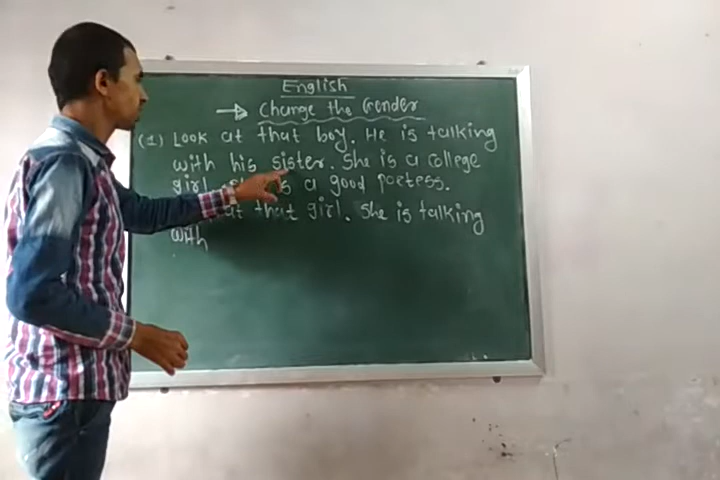 English
→ Change the Gender
(1) Look at that boy. He is talking
with his sister. She is a college
girl. is a good poetess.
at that girl. She is talking
with